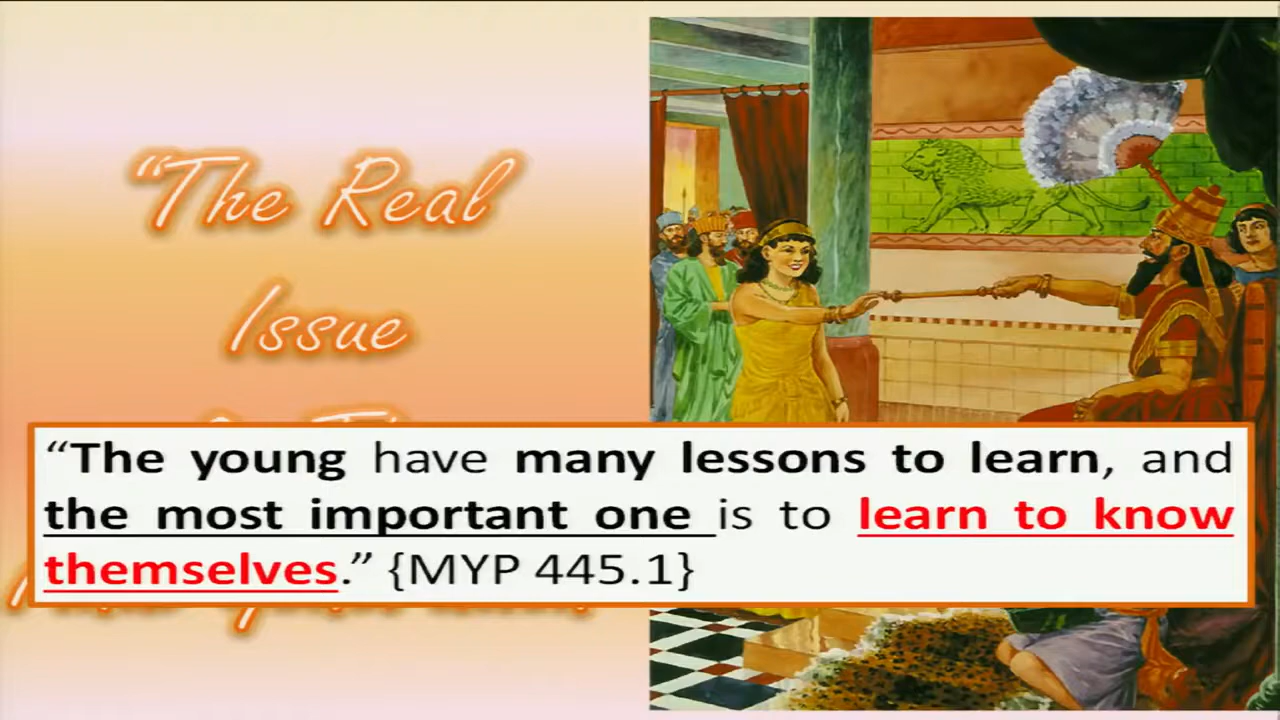 “The Real
Issue
“The young have many lessons to learn, and
the most important one is to learn to know
themselves.” {MYP 445.1}